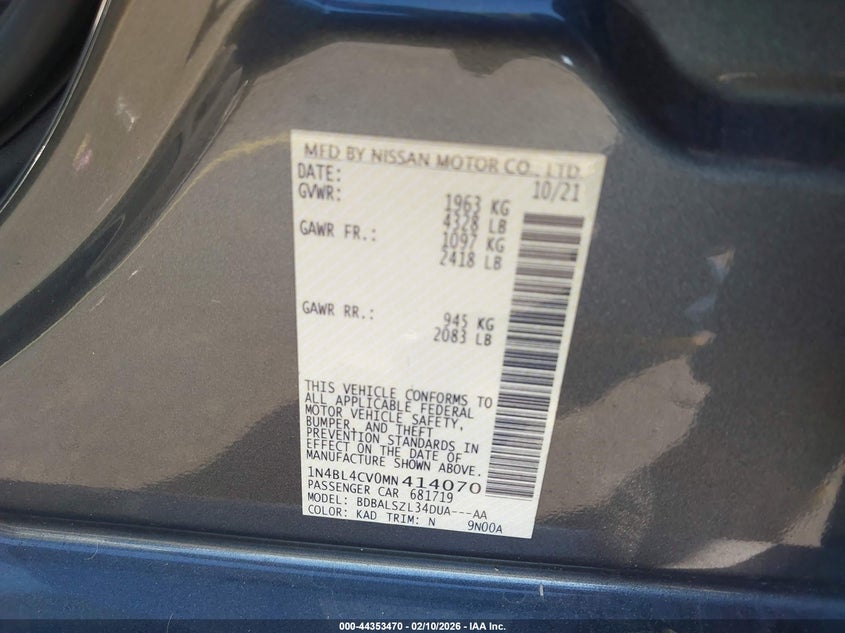 MFD BY NISSAN MOTOR CO., LTD.
DATE: 10/21
GVWR: 1963 KG
4328 LB
GAWR FR.: 1097 KG
2418 LB
GAWR RR.: 945 KG
2083 LB
THIS VEHICLE CONFORMS TO
ALL APPLICABLE FEDERAL
MOTOR VEHICLE SAFETY,
BUMPER, AND THEFT
PREVENTION STANDARDS IN
EFFECT ON THE DATE OF
MANUFACTURE SHOWN ABOVE.
1N4BL4CV0MN414070
PASSENGER CAR 681719
MODEL: BDBALSZL34DUA---AA
COLOR: KAD TRIM: N 9N00A
000-44353470 - 02/10/2026 - IAA Inc.